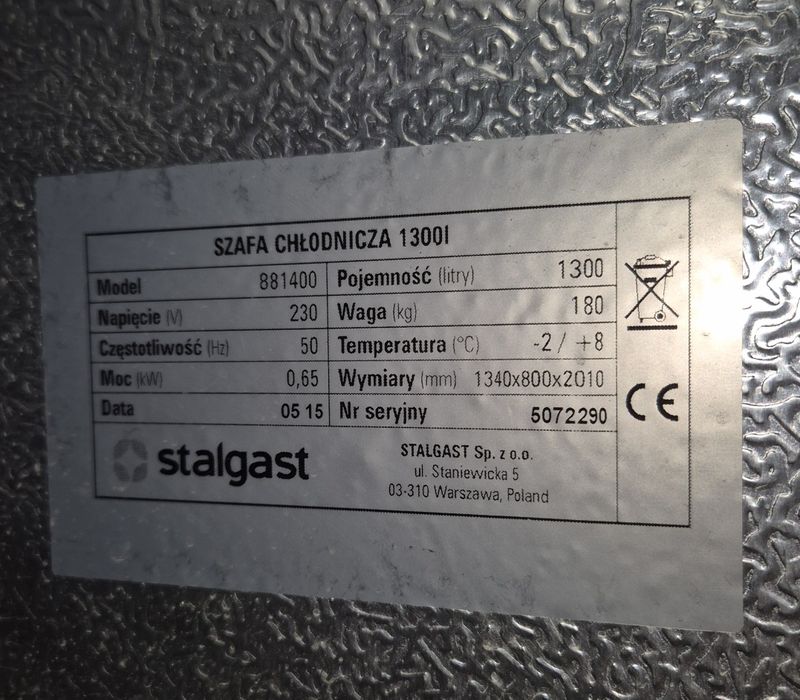 SZAFA CHŁODNICZA 1300l
Model 881400 Pojemność (litry) 1300
Napięcie (V) 230 Waga (kg) 180
Częstotliwość (Hz) 50 Temperatura (°C) -2 / +8
Moc (kW) 0,65 Wymiary (mm) 1340x800x2010
Data 05 15 Nr seryjny 5072290
CE
stalgast
STALGAST Sp. z o.o.
ul. Staniewicka 5
03-310 Warszawa, Poland